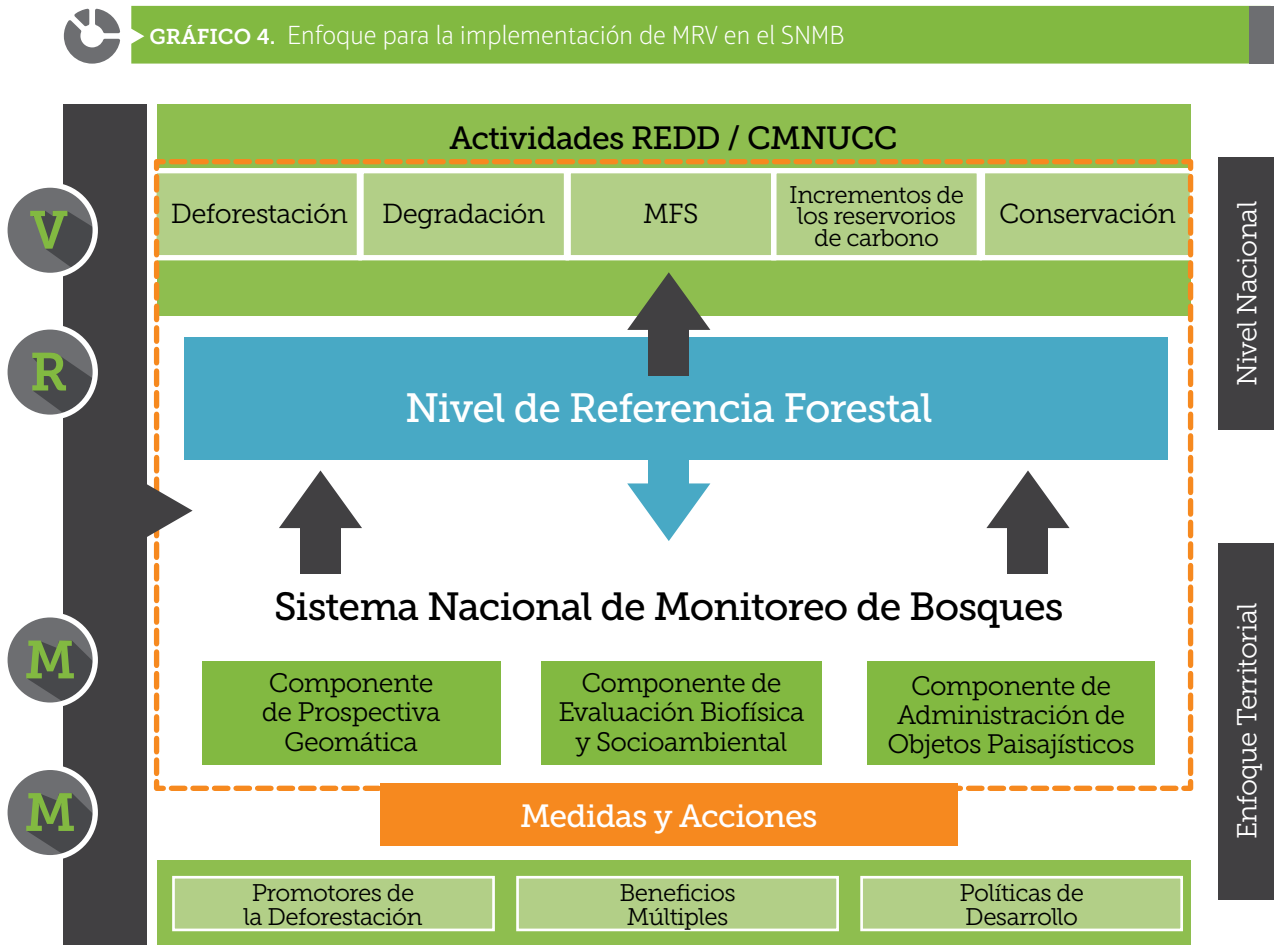 GRÁFICO 4. Enfoque para la implementación de MRV en el SNMB
Actividades REDD / CMNUCC
Deforestación
Degradación
MFS
Incrementos de
los reservorios
de carbono
Conservación
V
R
M
M
Nivel de Referencia Forestal
Sistema Nacional de Monitoreo de Bosques
Componente
de Prospectiva
Geomática
Componente de
Evaluación Biofísica
y Socioambiental
Componente de
Administración de
Objetos Paisajísticos
Medidas y Acciones
Promotores de
la Deforestación
Beneficios
Múltiples
Políticas de
Desarrollo
Nivel Nacional
Enfoque Territorial